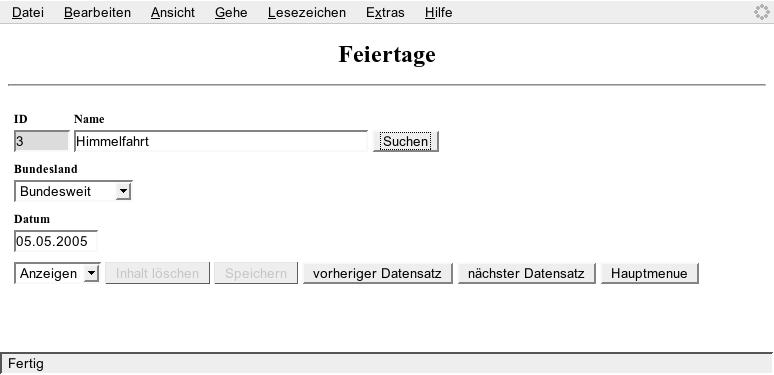 Datei Bearbeiten Ansicht Gehe Lesezeichen Extras Hilfe
Feiertage
ID Name
3 Himmelfahrt Suchen
Bundesland
Bundesweit
Datum
05.05.2005
Anzeigen Inhalt löschen Speichern vorheriger Datensatz nächster Datensatz Hauptmenue
Fertig